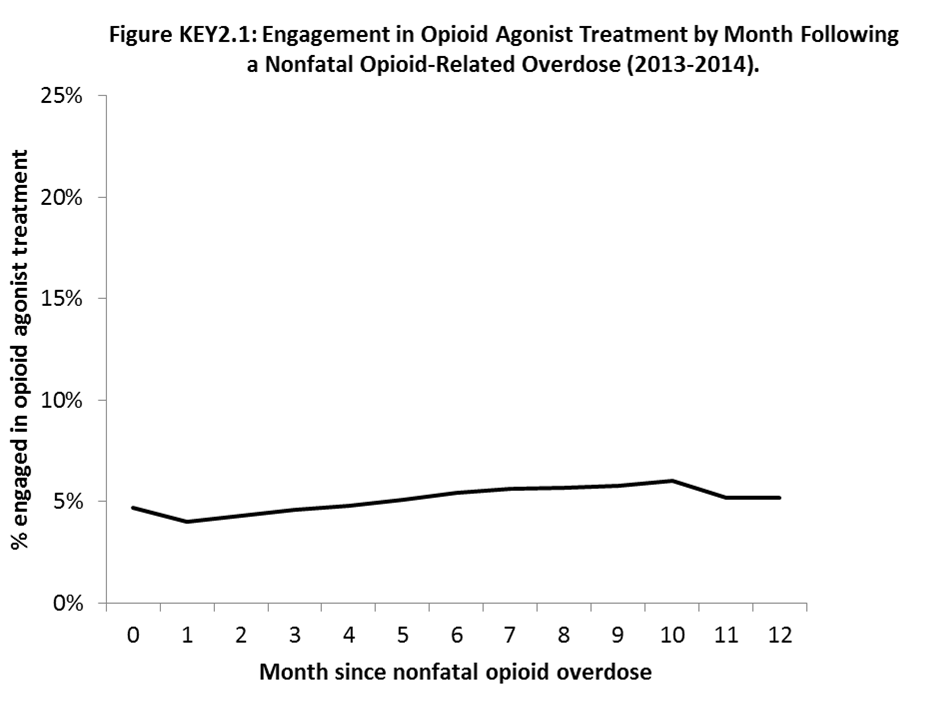 Figure KEY2.1: Engagement in Opioid Agonist Treatment by Month Following
a Nonfatal Opioid-Related Overdose (2013-2014).
25%
20%
15%
10%
5%
0%
% engaged in opioid agonist treatment
0 1 2 3 4 5 6 7 8 9 10 11 12
Month since nonfatal opioid overdose